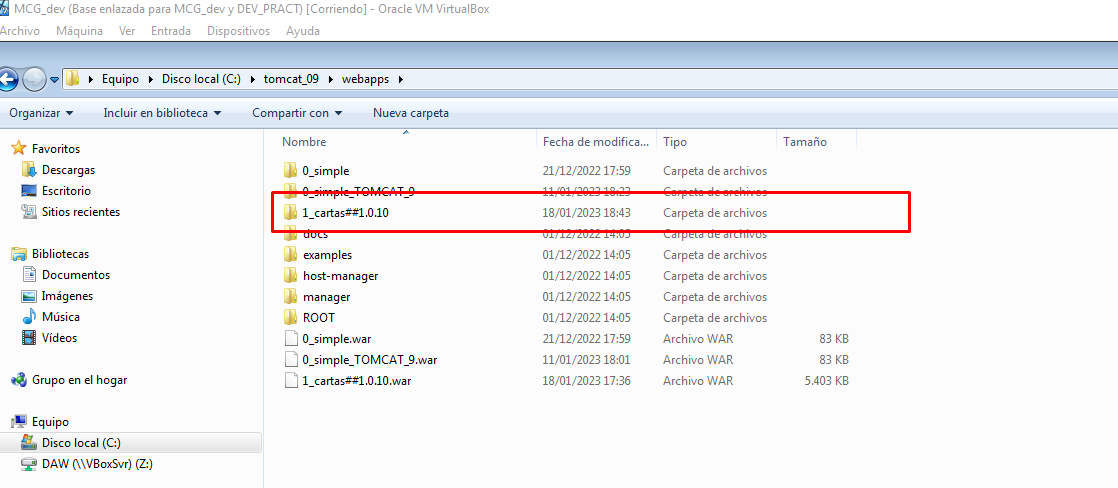 MCG_dev (Base enlazada para MCG_dev y DEV_PRACT) [Corriendo] - Oracle VM VirtualBox
Archivo Máquina Ver Entrada Dispositivos Ayuda
Equipo Disco local (C:) tomcat_09 webapps
Organizar Incluir en biblioteca Compartir con Nueva carpeta
Nombre Fecha de modifica... Tipo Tamaño
Favoritos
Descargas
Escritorio
Sitios recientes
Bibliotecas
Documentos
Imágenes
Música
Vídeos
Grupo en el hogar
Equipo
Disco local (C:)
DAW (\\VBoxSvr) (Z:)
0_simple 21/12/2022 17:59 Carpeta de archivos
0_simple_TOMCAT_9 11/01/2023 18:23 Carpeta de archivos
1_cartas##1.0.10 18/01/2023 18:43 Carpeta de archivos
docs 01/12/2022 14:05 Carpeta de archivos
examples 01/12/2022 14:05 Carpeta de archivos
host-manager 01/12/2022 14:05 Carpeta de archivos
manager 01/12/2022 14:05 Carpeta de archivos
ROOT 01/12/2022 14:05 Carpeta de archivos
0_simple.war 21/12/2022 17:59 Archivo WAR 83 KB
0_simple_TOMCAT_9.war 11/01/2023 18:01 Archivo WAR 83 KB
1_cartas##1.0.10.war 18/01/2023 17:36 Archivo WAR 5.403 KB